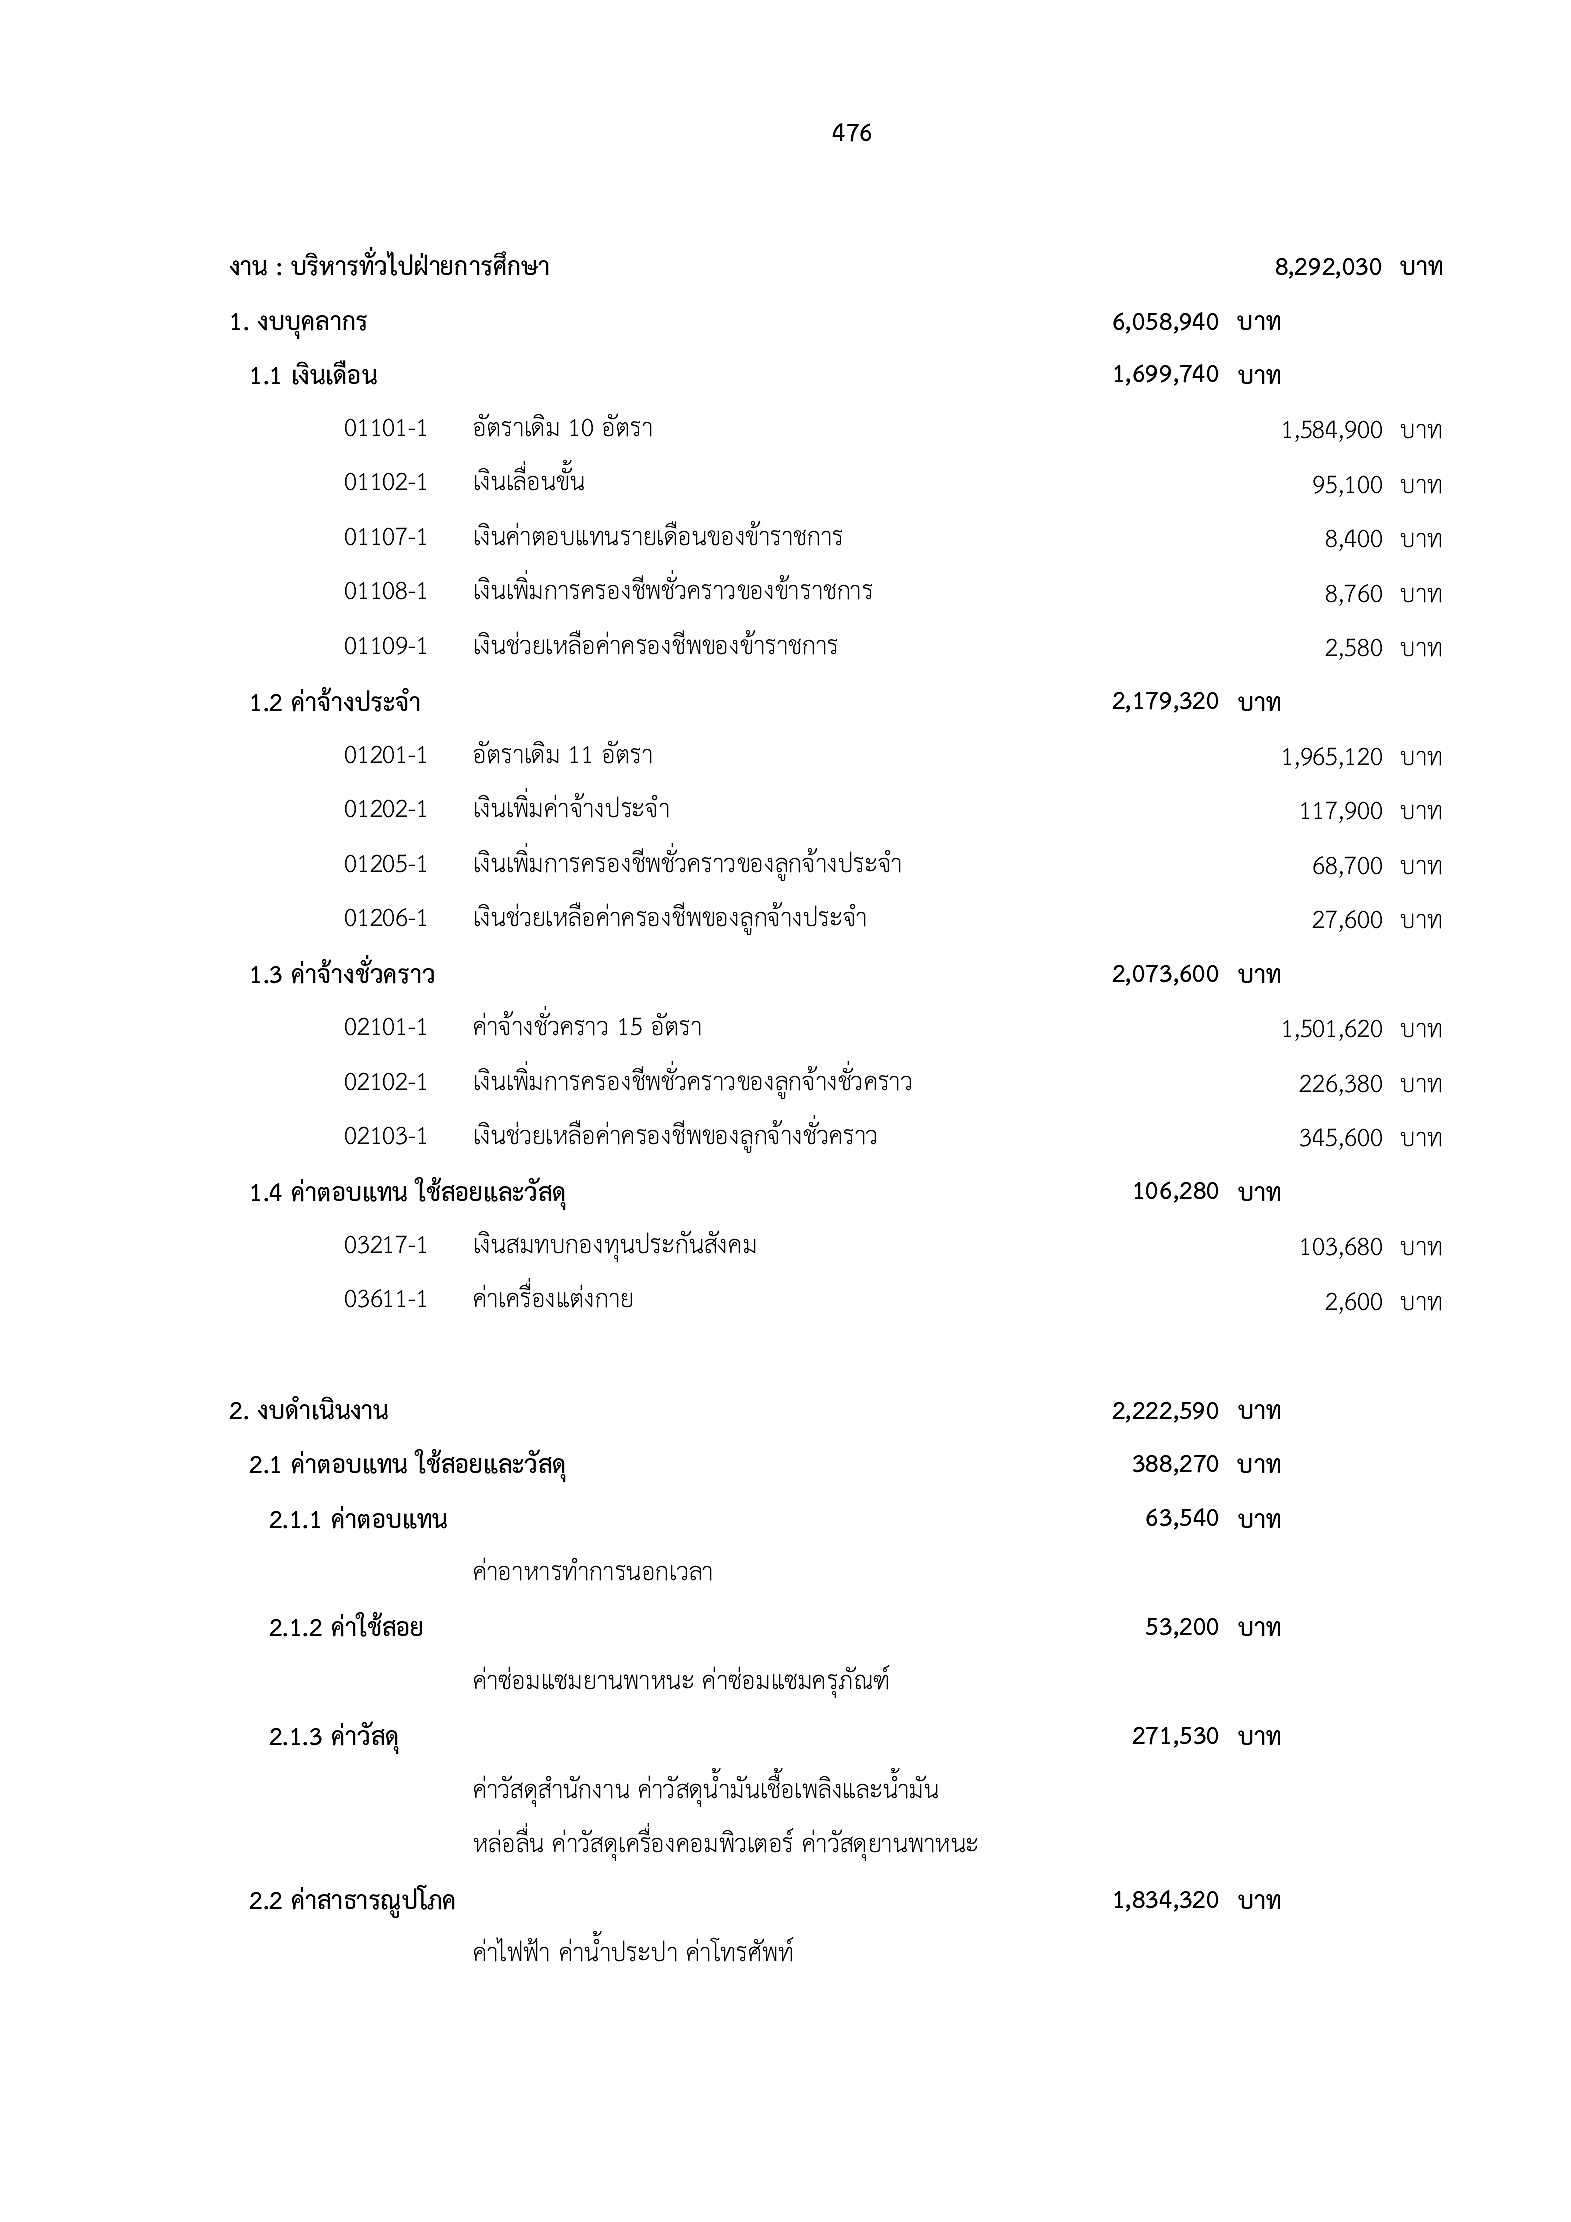 476
งาน : บริหารทั่วไปฝ่ายการศึกษา 8,292,030 บาท
1. งบบุคลากร 6,058,940 บาท
1.1 เงินเดือน 1,699,740 บาท
01101-1 อัตราเดิม 10 อัตรา 1,584,900 บาท
01102-1 เงินเลื่อนขั้น 95,100 บาท
01107-1 เงินค่าตอบแทนรายเดือนของข้าราชการ 8,400 บาท
01108-1 เงินเพิ่มการครองชีพชั่วคราวของข้าราชการ 8,760 บาท
01109-1 เงินช่วยเหลือค่าครองชีพของข้าราชการ 2,580 บาท
1.2 ค่าจ้างประจำ 2,179,320 บาท
01201-1 อัตราเดิม 11 อัตรา 1,965,120 บาท
01202-1 เงินเพิ่มค่าจ้างประจำ 117,900 บาท
01205-1 เงินเพิ่มการครองชีพชั่วคราวของลูกจ้างประจำ 68,700 บาท
01206-1 เงินช่วยเหลือค่าครองชีพของลูกจ้างประจำ 27,600 บาท
1.3 ค่าจ้างชั่วคราว 2,073,600 บาท
02101-1 ค่าจ้างชั่วคราว 15 อัตรา 1,501,620 บาท
02102-1 เงินเพิ่มการครองชีพชั่วคราวของลูกจ้างชั่วคราว 226,380 บาท
02103-1 เงินช่วยเหลือค่าครองชีพของลูกจ้างชั่วคราว 345,600 บาท
1.4 ค่าตอบแทน ใช้สอยและวัสดุ 106,280 บาท
03217-1 เงินสมทบกองทุนประกันสังคม 103,680 บาท
03611-1 ค่าเครื่องแต่งกาย 2,600 บาท
2. งบดำเนินงาน 2,222,590 บาท
2.1 ค่าตอบแทน ใช้สอยและวัสดุ 388,270 บาท
2.1.1 ค่าตอบแทน 63,540 บาท
ค่าอาหารทำการนอกเวลา
2.1.2 ค่าใช้สอย 53,200 บาท
ค่าซ่อมแซมยานพาหนะ ค่าซ่อมแซมครุภัณฑ์
2.1.3 ค่าวัสดุ 271,530 บาท
ค่าวัสดุสำนักงาน ค่าวัสดุน้ำมันเชื้อเพลิงและน้ำมัน
หล่อลื่น ค่าวัสดุเครื่องคอมพิวเตอร์ ค่าวัสดุยานพาหนะ
2.2 ค่าสาธารณูปโภค 1,834,320 บาท
ค่าไฟฟ้า ค่าน้ำประปา ค่าโทรศัพท์